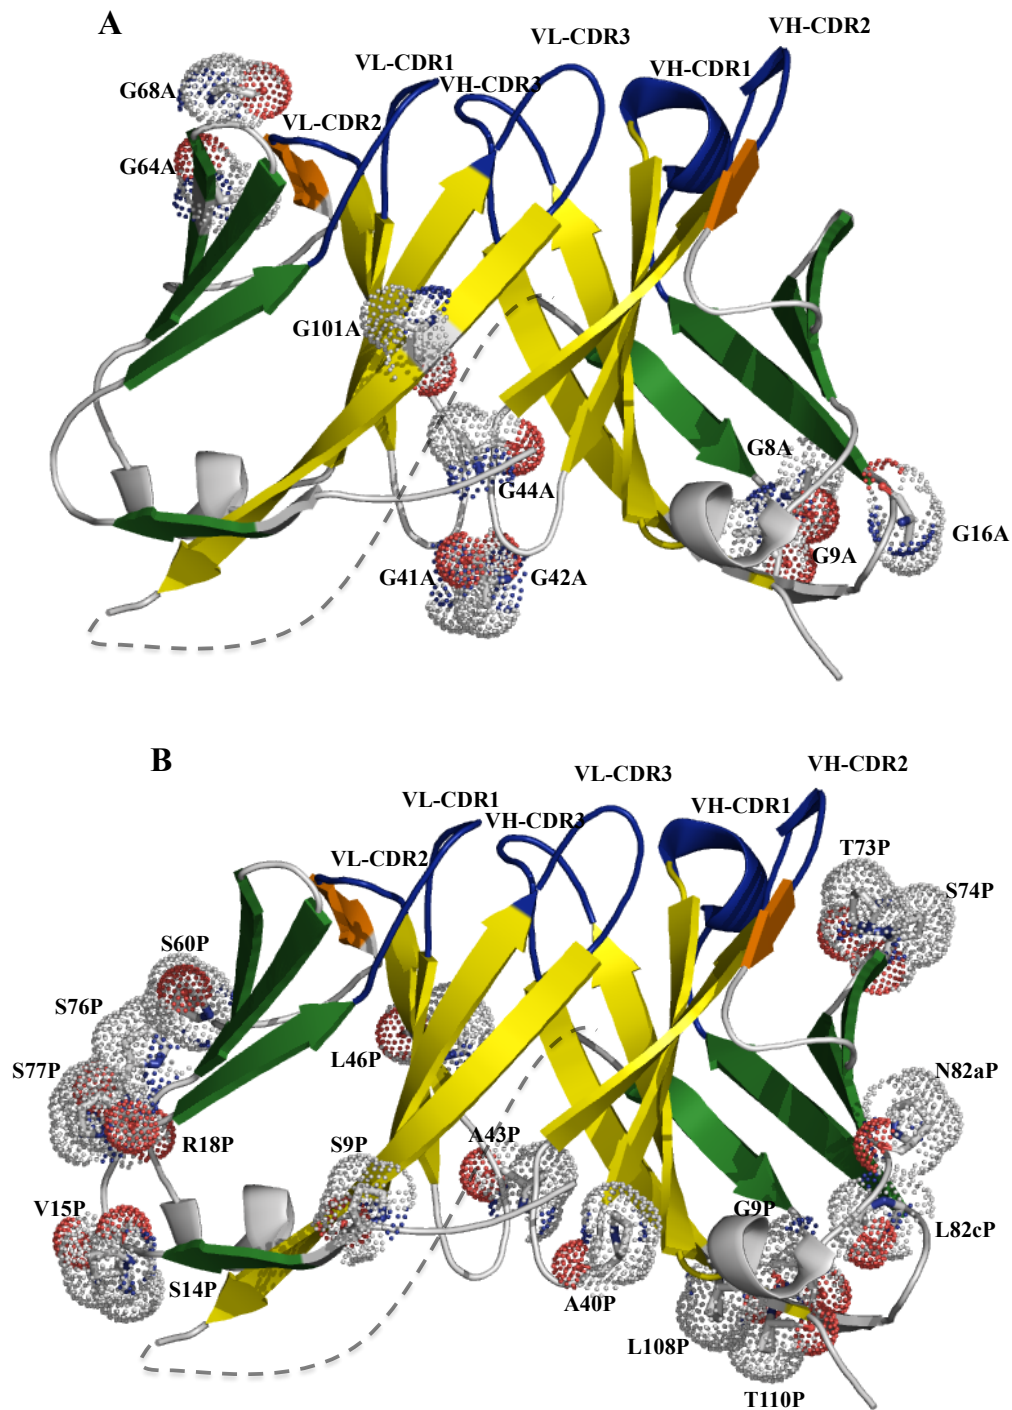 A
VL-CDR3
VH-CDR2
VL-CDR1
VH-CDR1
VH-CDR3
G68A
VL-CDR2
G64A
G101A
G8A
G44A
G16A
G9A
G41A
G42A
B
VH-CDR2
VL-CDR3
VL-CDR1
VH-CDR1
VH-CDR3
T73P
VL-CDR2
S74P
S60P
S76P
L46P
S77P
N82aP
A43P
R18P
S9P
V15P
G9P
L82cP
S14P
A40P
L108P
T110P